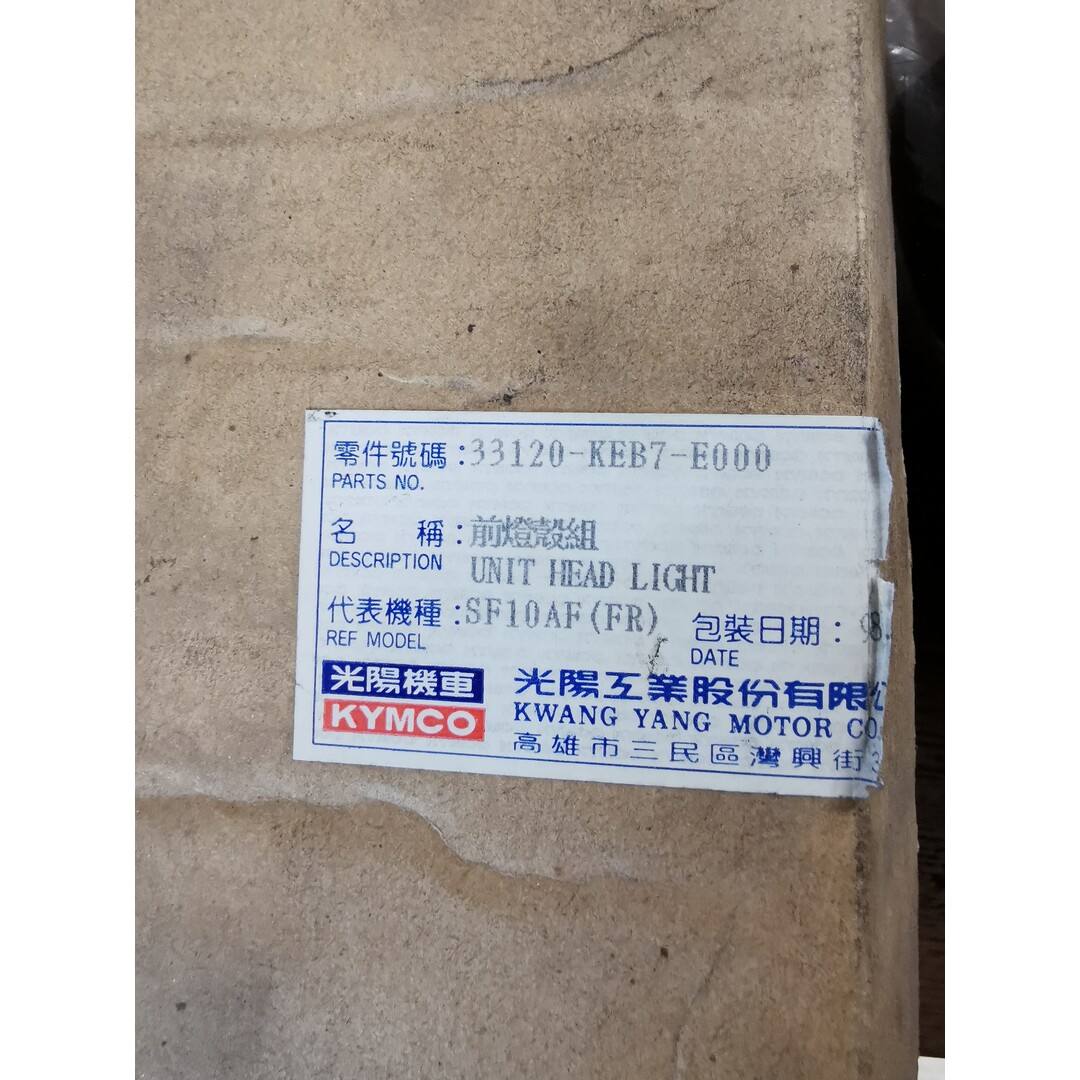 零件號碼：33120-KEB7-E000
PARTS NO.
名 稱：前燈殼組
DESCRIPTION UNIT HEAD LIGHT
代表機種：SF10AF(FR) 包裝日期：98.
REF MODEL DATE
光陽機車 光陽工業股份有限公
KYMCO KWANG YANG MOTOR CO.
高雄市三民區灣興街3